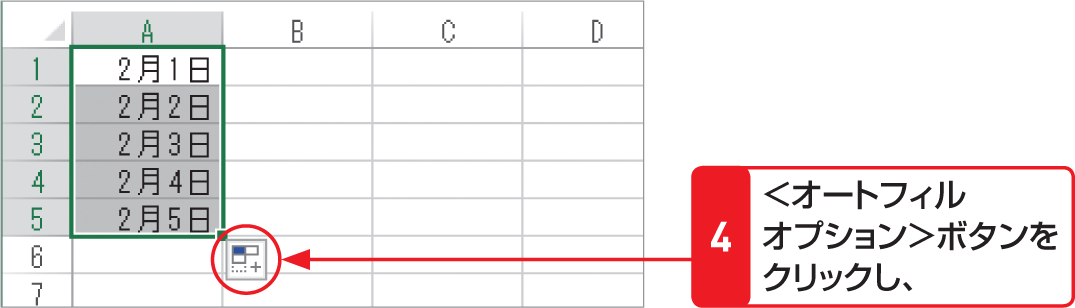 A B C D
1 2月1日
2 2月2日
3 2月3日
4 2月4日
5 2月5日
6
7
4
＜オートフィル
オプション＞ボタンを
クリックし、